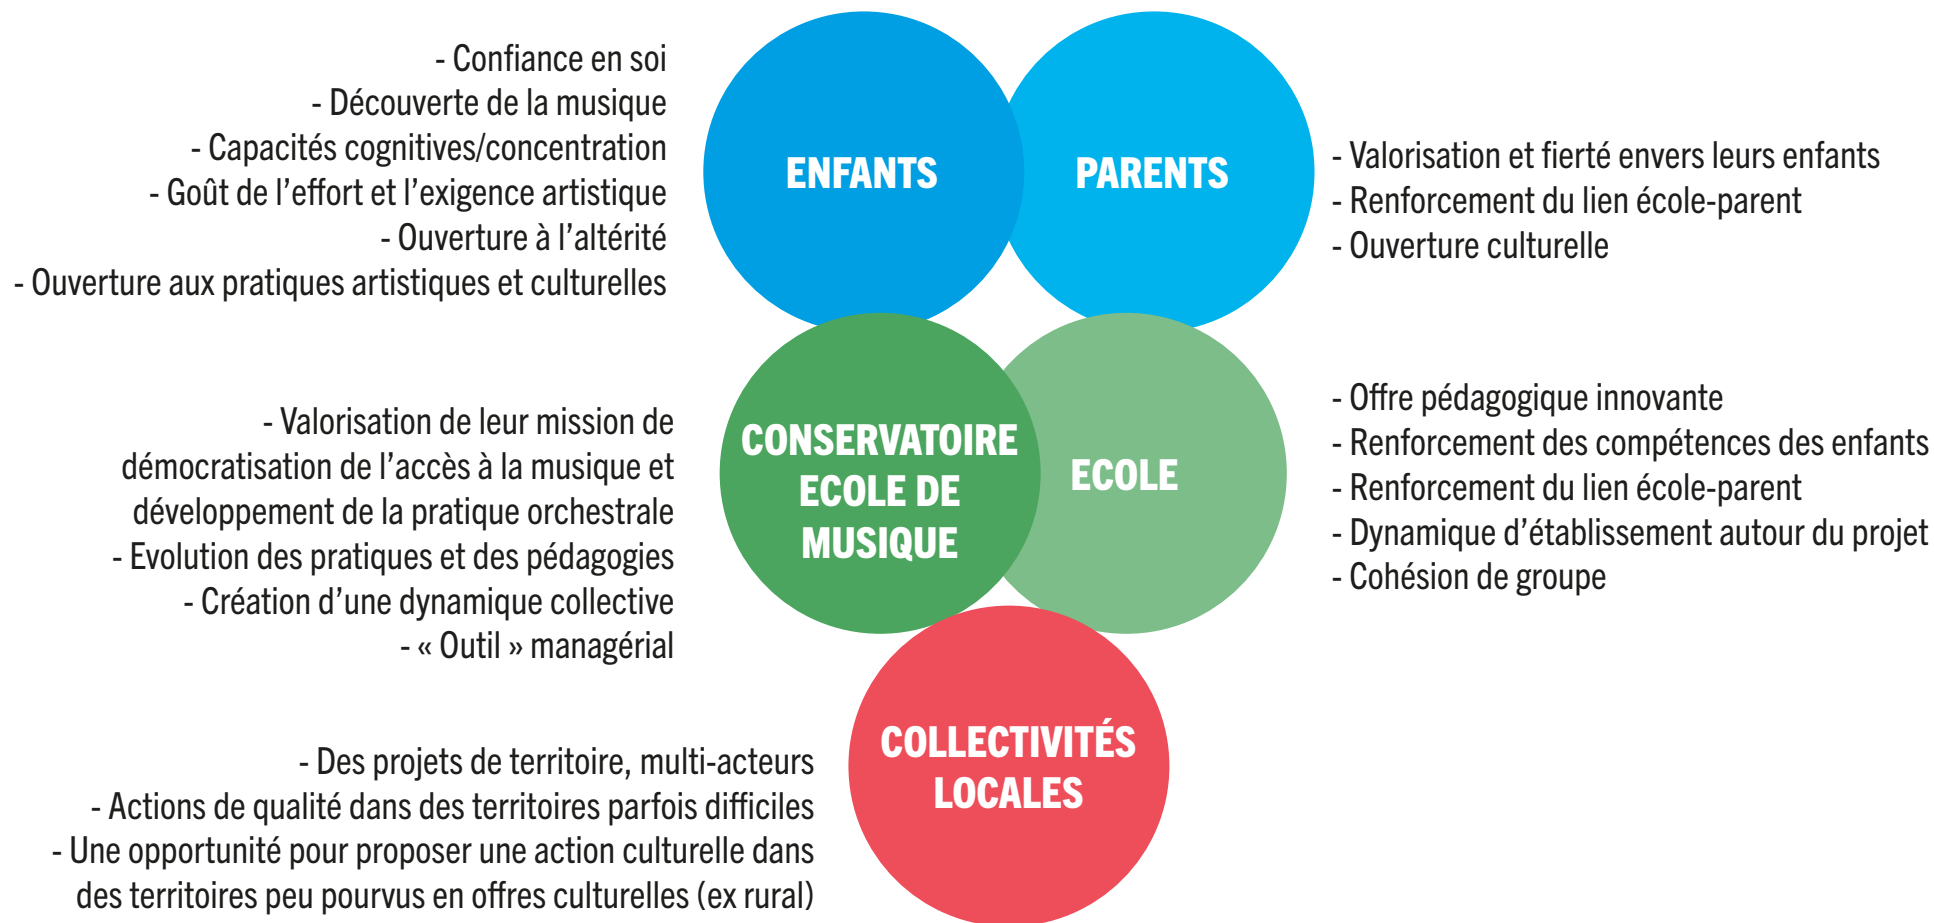 - Confiance en soi
- Découverte de la musique
- Capacités cognitives/concentration
- Goût de l’effort et l’exigence artistique
- Ouverture à l’altérité
- Ouverture aux pratiques artistiques et culturelles
ENFANTS
PARENTS
- Valorisation et fierté envers leurs enfants
- Renforcement du lien école-parent
- Ouverture culturelle
- Valorisation de leur mission de
démocratisation de l’accès à la musique et
développement de la pratique orchestrale
- Evolution des pratiques et des pédagogies
- Création d’une dynamique collective
- « Outil » managérial
CONSERVATOIRE
ECOLE DE
MUSIQUE
ECOLE
- Offre pédagogique innovante
- Renforcement des compétences des enfants
- Renforcement du lien école-parent
- Dynamique d’établissement autour du projet
- Cohésion de groupe
- Des projets de territoire, multi-acteurs
- Actions de qualité dans des territoires parfois difficiles
- Une opportunité pour proposer une action culturelle dans
des territoires peu pourvus en offres culturelles (ex rural)
COLLECTIVITÉS
LOCALES